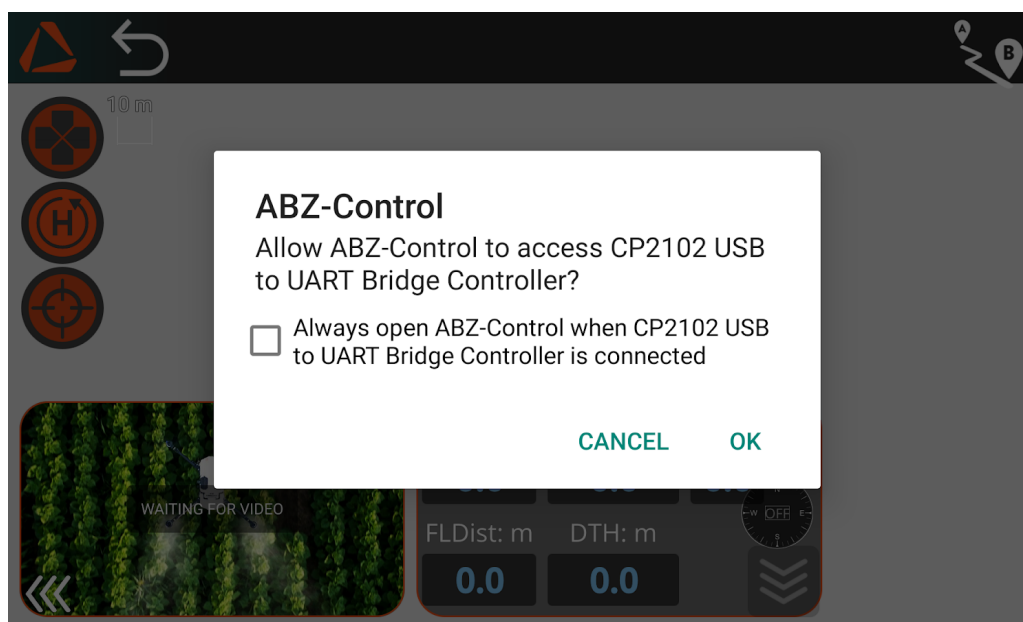 A
B
10 m
H
ABZ-Control
Allow ABZ-Control to access CP2102 USB
to UART Bridge Controller?
Always open ABZ-Control when CP2102 USB
to UART Bridge Controller is connected
CANCEL
OK
WAITING FOR VIDEO
W OFF E
S
FLDist: m
DTH: m
0.0
0.0